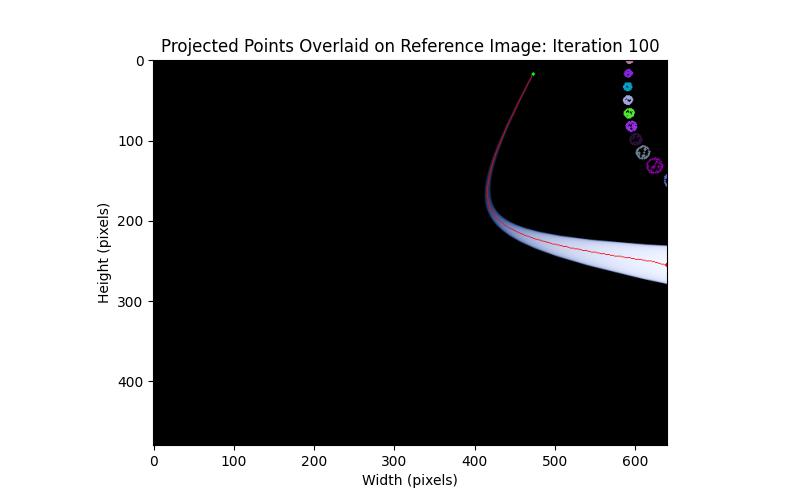 Projected Points Overlaid on Reference Image: Iteration 100
0
100
200
300
400
Height (pixels)
0 100 200 300 400 500 600
Width (pixels)